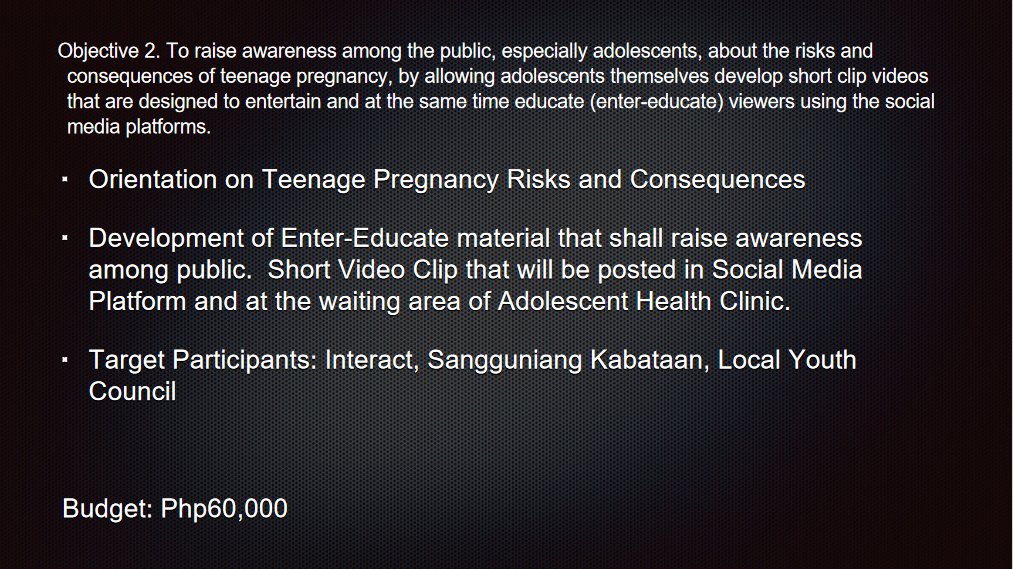 Objective 2. To raise awareness among the public, especially adolescents, about the risks and
consequences of teenage pregnancy, by allowing adolescents themselves develop short clip videos
that are designed to entertain and at the same time educate (enter-educate) viewers using the social
media platforms.
▪ Orientation on Teenage Pregnancy Risks and Consequences
▪ Development of Enter-Educate material that shall raise awareness
among public.  Short Video Clip that will be posted in Social Media
Platform and at the waiting area of Adolescent Health Clinic.
▪ Target Participants: Interact, Sangguniang Kabataan, Local Youth
Council
Budget: Php60,000